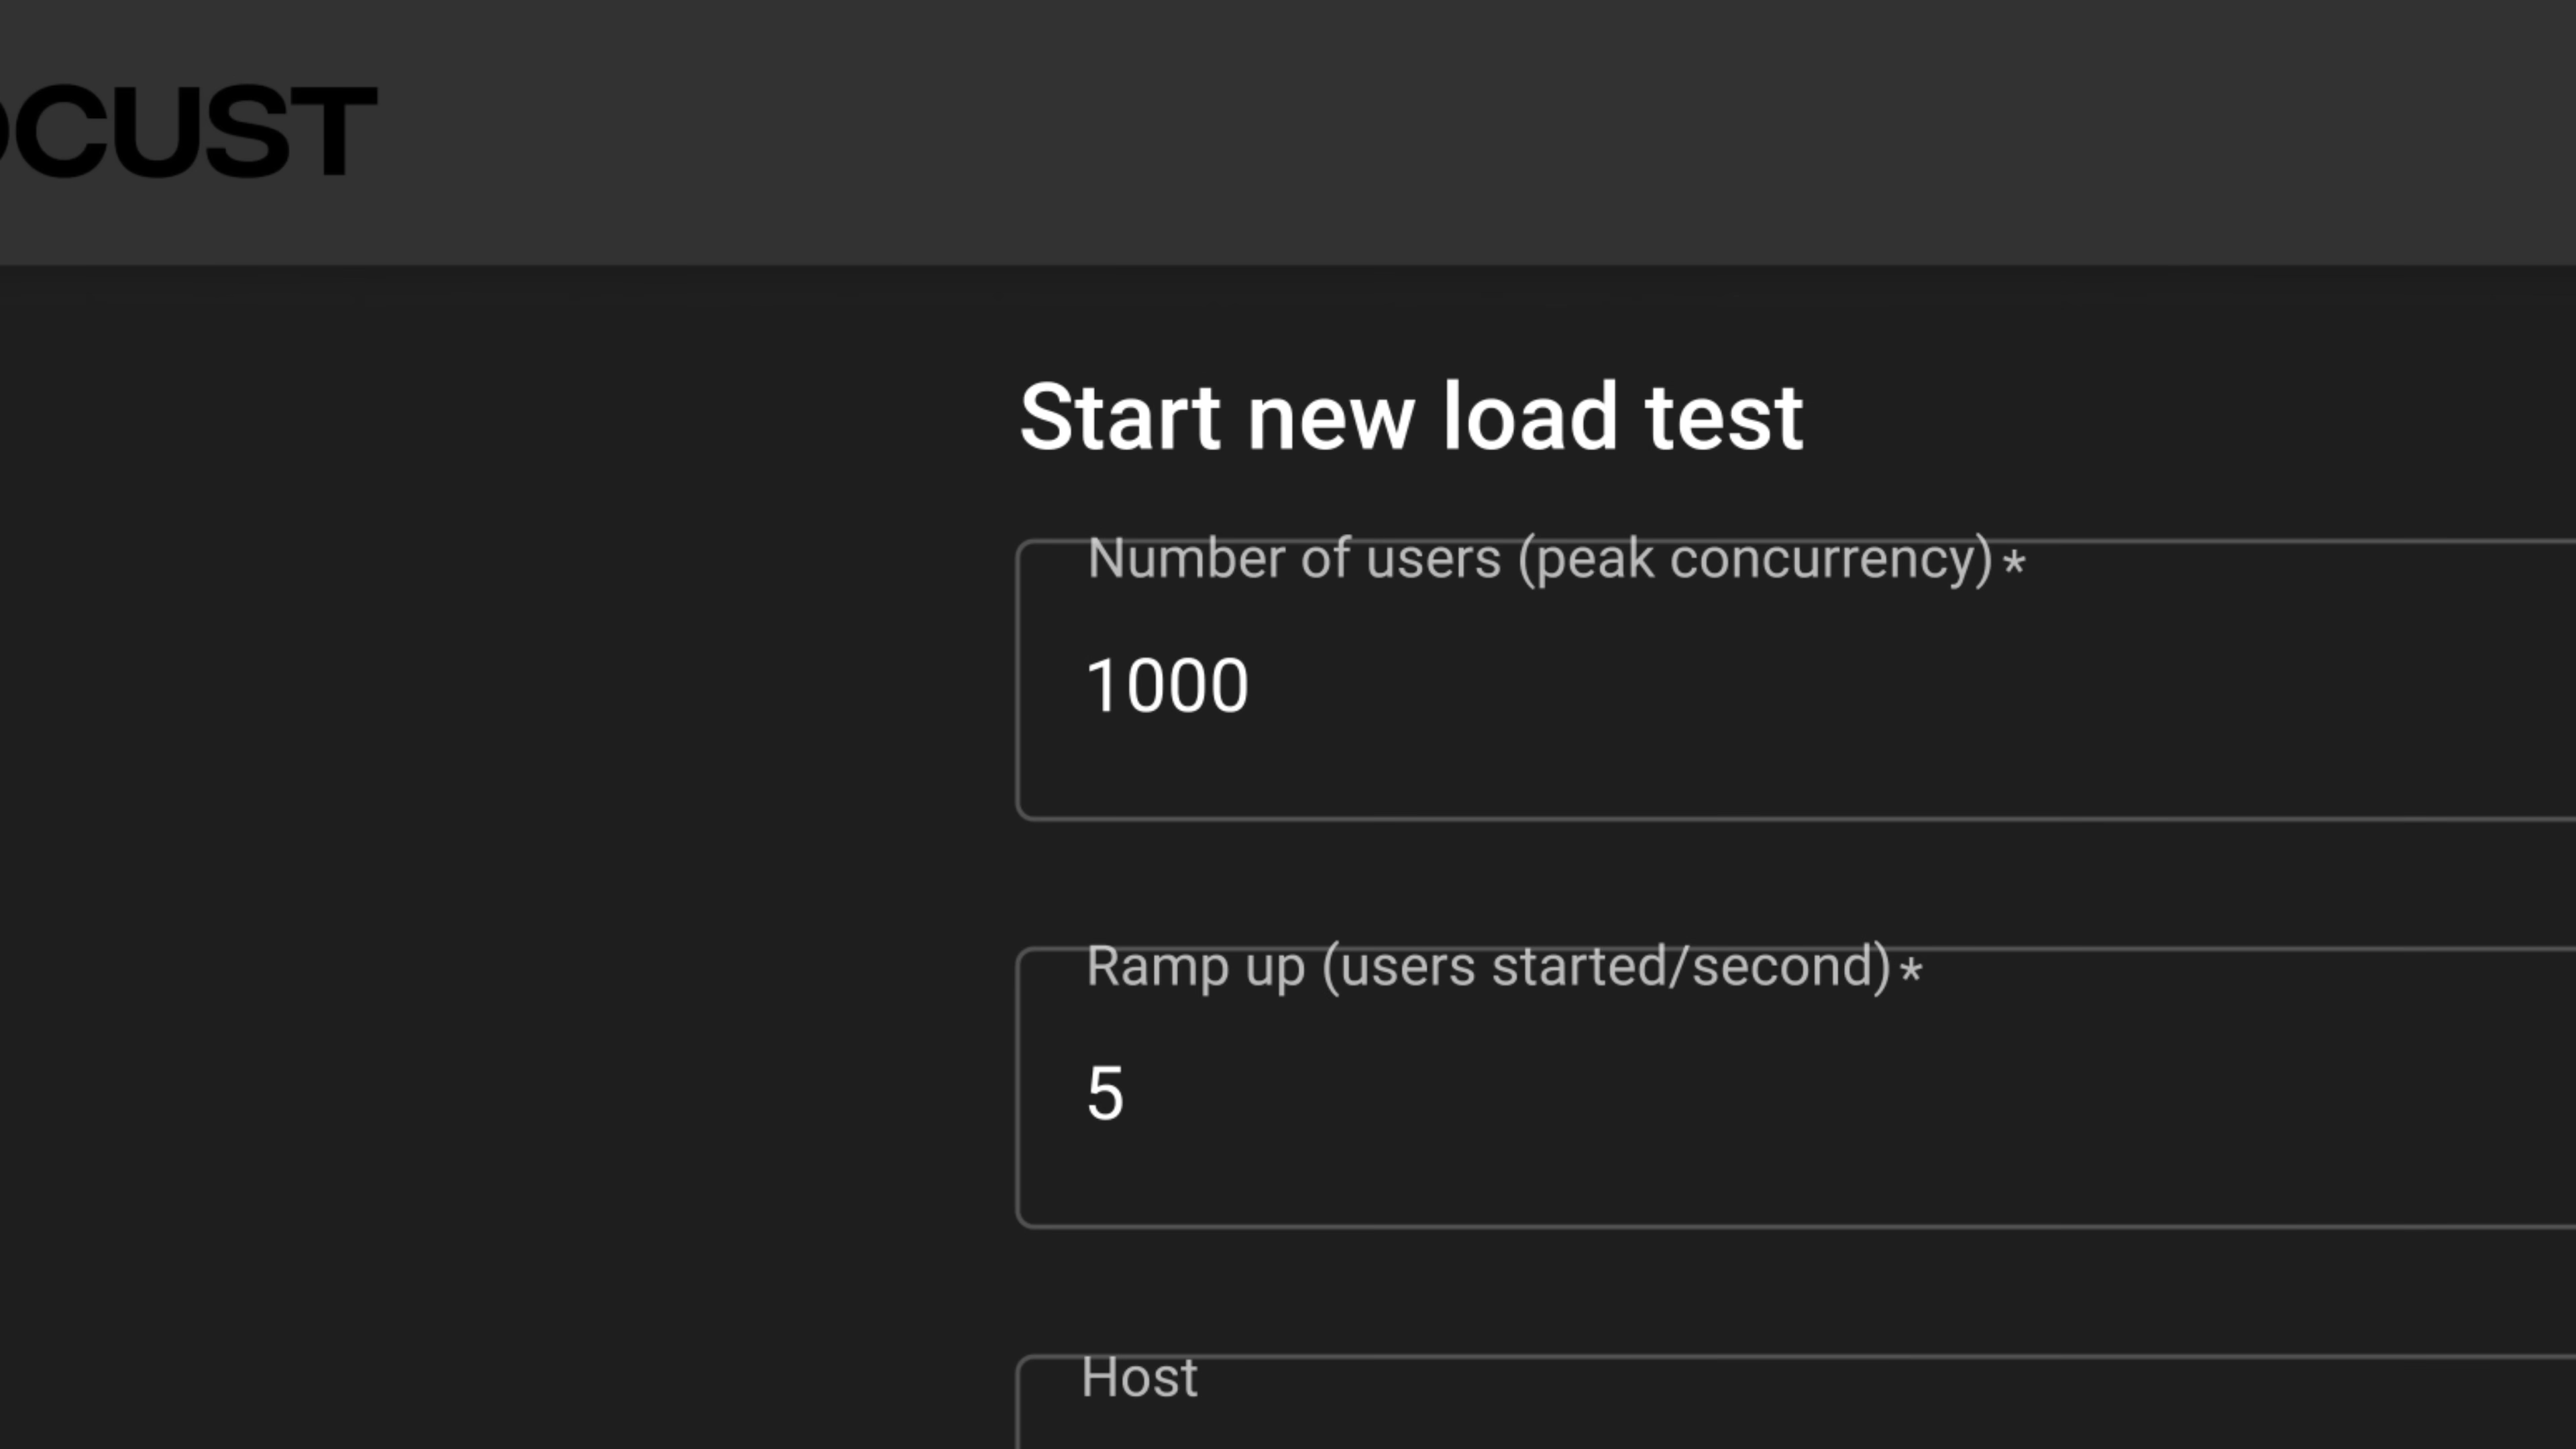 OCUST
Start new load test
Number of users (peak concurrency) *
1000
Ramp up (users started/second) *
5
Host